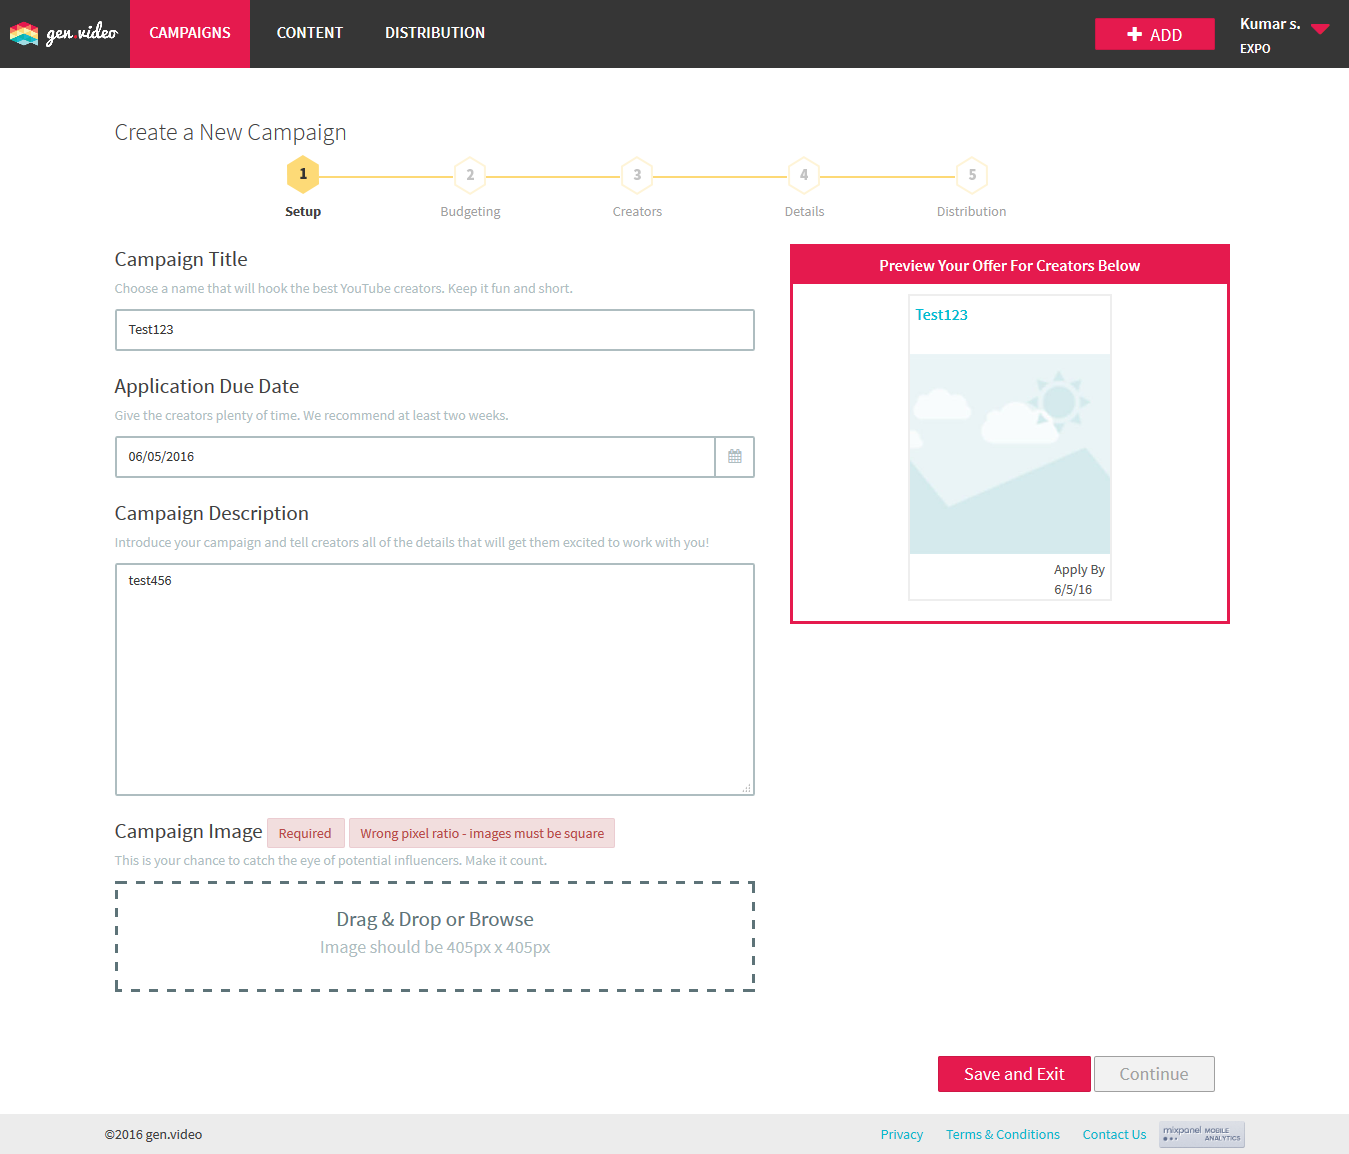 gen.video
CAMPAIGNS
CONTENT
DISTRIBUTION
ADD
Kumar s.
EXPO
Create a New Campaign
1
2
3
4
5
Setup
Budgeting
Creators
Details
Distribution
Campaign Title
Choose a name that will hook the best YouTube creators. Keep it fun and short.
Test123
Application Due Date
Give the creators plenty of time. We recommend at least two weeks.
06/05/2016
Campaign Description
Introduce your campaign and tell creators all of the details that will get them excited to work with you!
test456
Campaign Image Required Wrong pixel ratio - images must be square
This is your chance to catch the eye of potential influencers. Make it count.
Drag & Drop or Browse
Image should be 405px x 405px
Preview Your Offer For Creators Below
Test123
Apply By
6/5/16
Save and Exit
Continue
©2016 gen.video
Privacy
Terms & Conditions
Contact Us
mixpanel MOBILE
ANALYTICS